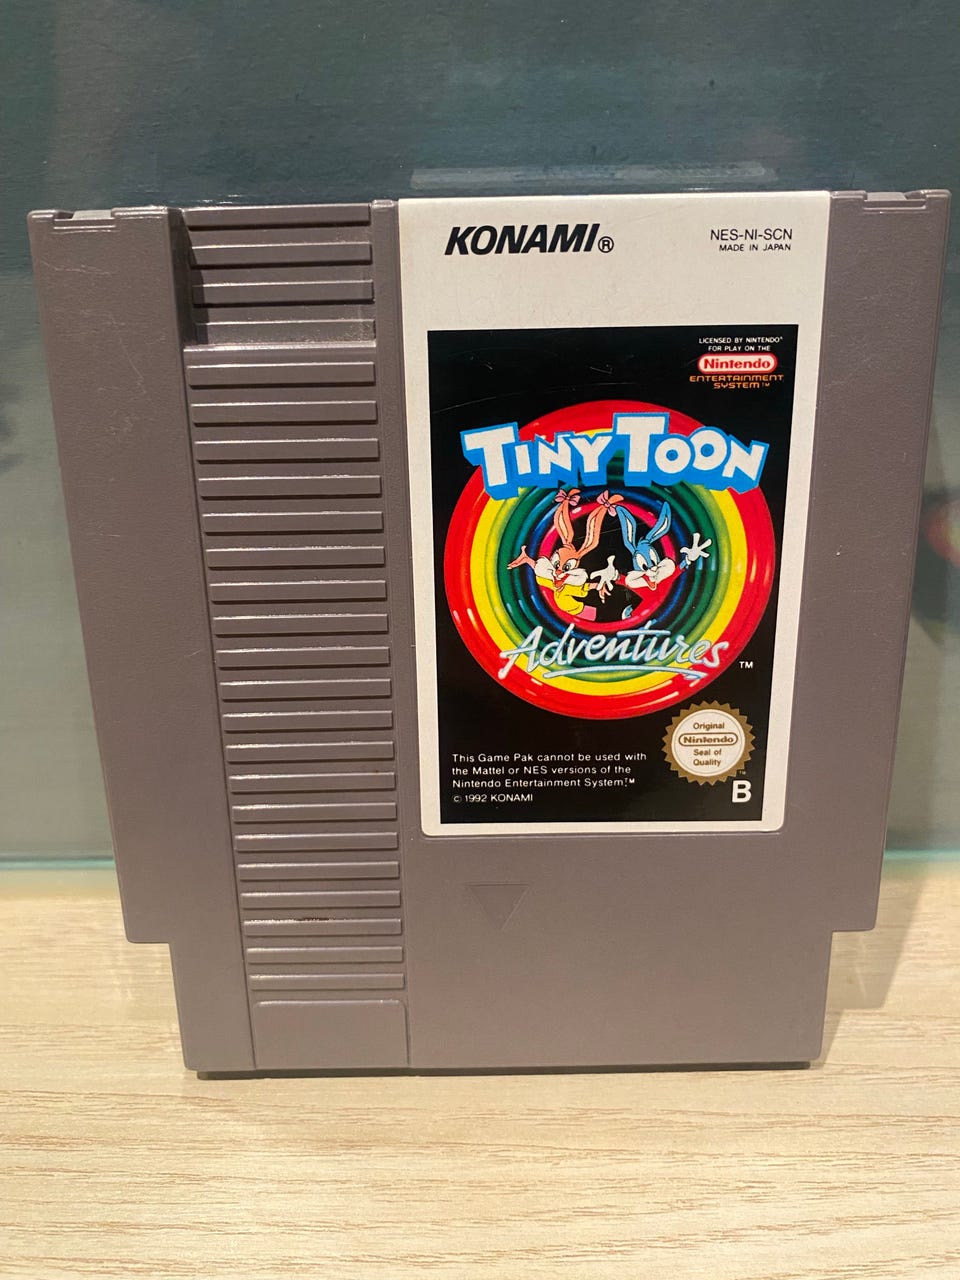 KONAMI®
NES-NI-SCN
MADE IN JAPAN
LICENSED BY NINTENDO®
FOR PLAY ON THE
Nintendo
ENTERTAINMENT
SYSTEM™
TINY TOON
Adventures™
Original
Nintendo
Seal of
Quality
™
This Game Pak cannot be used with
the Mattel or NES versions of the
Nintendo Entertainment System.™
© 1992 KONAMI
B